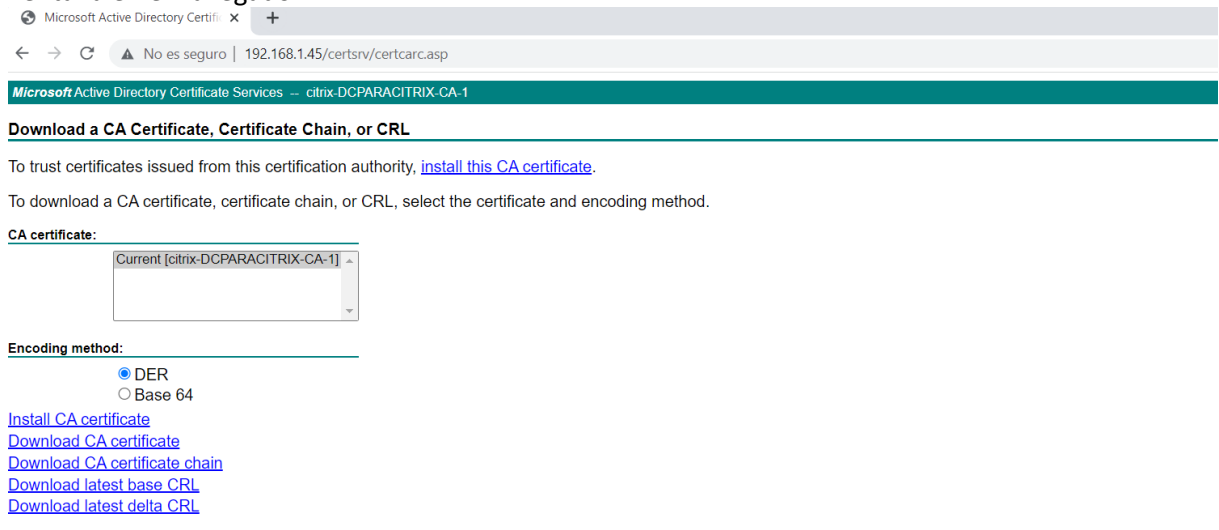 Microsoft Active Directory Certifi
No es seguro | 192.168.1.45/certsrv/certcarc.asp
Microsoft Active Directory Certificate Services -- citrix-DCPARACITRIX-CA-1
Download a CA Certificate, Certificate Chain, or CRL
To trust certificates issued from this certification authority, install this CA certificate.
To download a CA certificate, certificate chain, or CRL, select the certificate and encoding method.
CA certificate:
Current [citrix-DCPARACITRIX-CA-1]
Encoding method:
DER
Base 64
Install CA certificate
Download CA certificate
Download CA certificate chain
Download latest base CRL
Download latest delta CRL